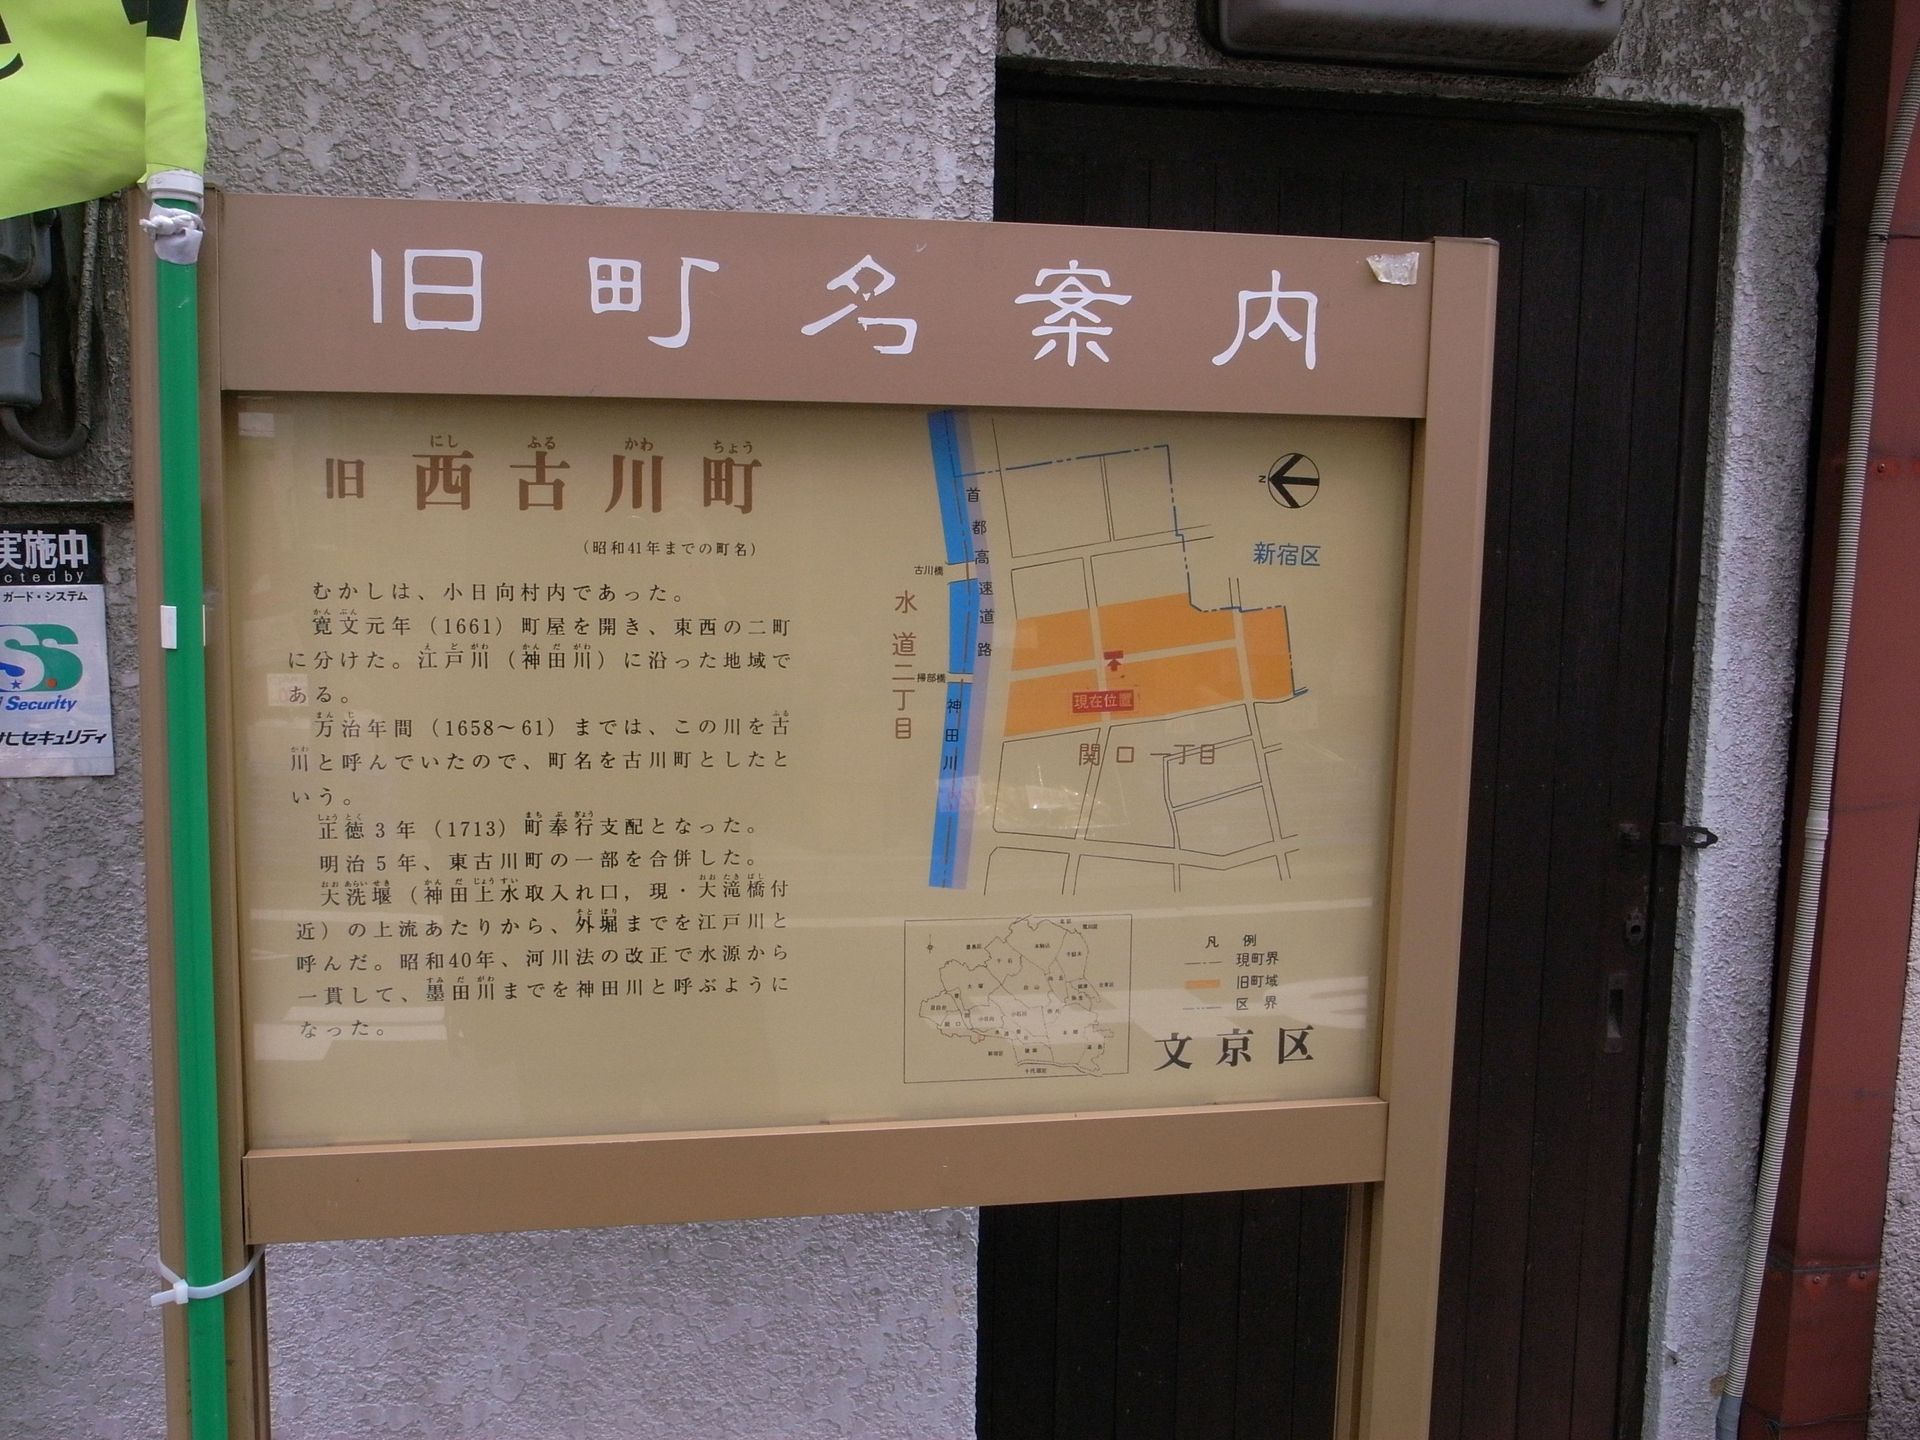 旧町名案内
旧 西古川町
にし ふる かわ ちょう
(昭和41年までの町名)
むかしは、小日向村内であった。
寛文元年(1661)町屋を開き、東西の二町
に分けた。江戸川(神田川)に沿った地域で
ある。
万治年間(1658～61)までは、この川を古
川と呼んでいたので、町名を古川町としたと
いう。
正徳3年(1713)町奉行支配となった。
明治5年、東古川町の一部を合併した。
大洗堰(神田上水取入れ口,現・大滝橋付
近)の上流あたりから、外堀までを江戸川と
呼んだ。昭和40年、河川法の改正で水源から
一貫して、墨田川までを神田川と呼ぶように
なった。
首都高速道路
古川橋
水道二丁目
掃部橋
神田川
N
新宿区
現在位置
関口一丁目
凡例
現町界
旧町域
区界
文京区
実施中
cted by
ガード・システム
SS
Security
サヒセキュリティ